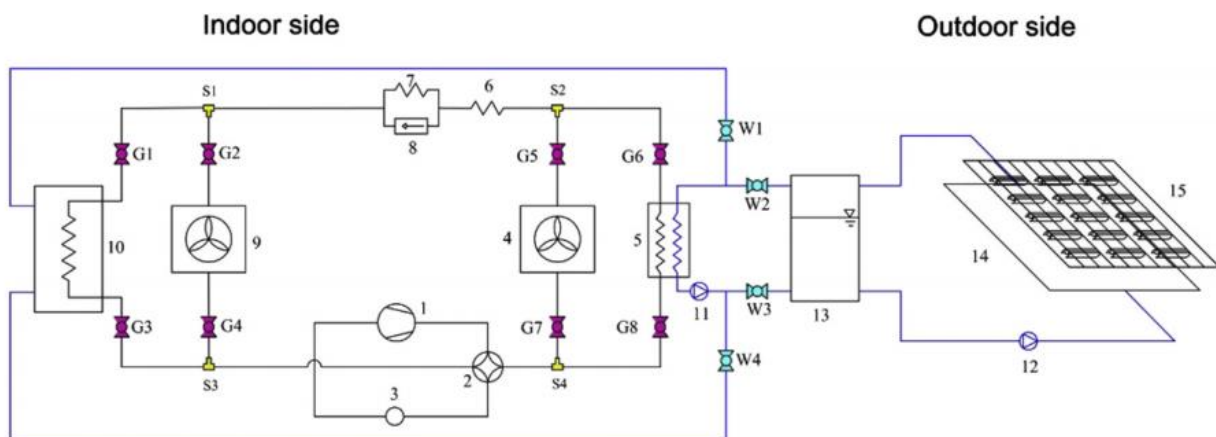 Indoor side Outdoor side
7 6
S1 S2
8
W1
G1 G2 G5 G6
W2
15
10 9 4 5
14
11 W3 13
G3 G4 1 G7 G8
12
W4
2
S3 S4
3